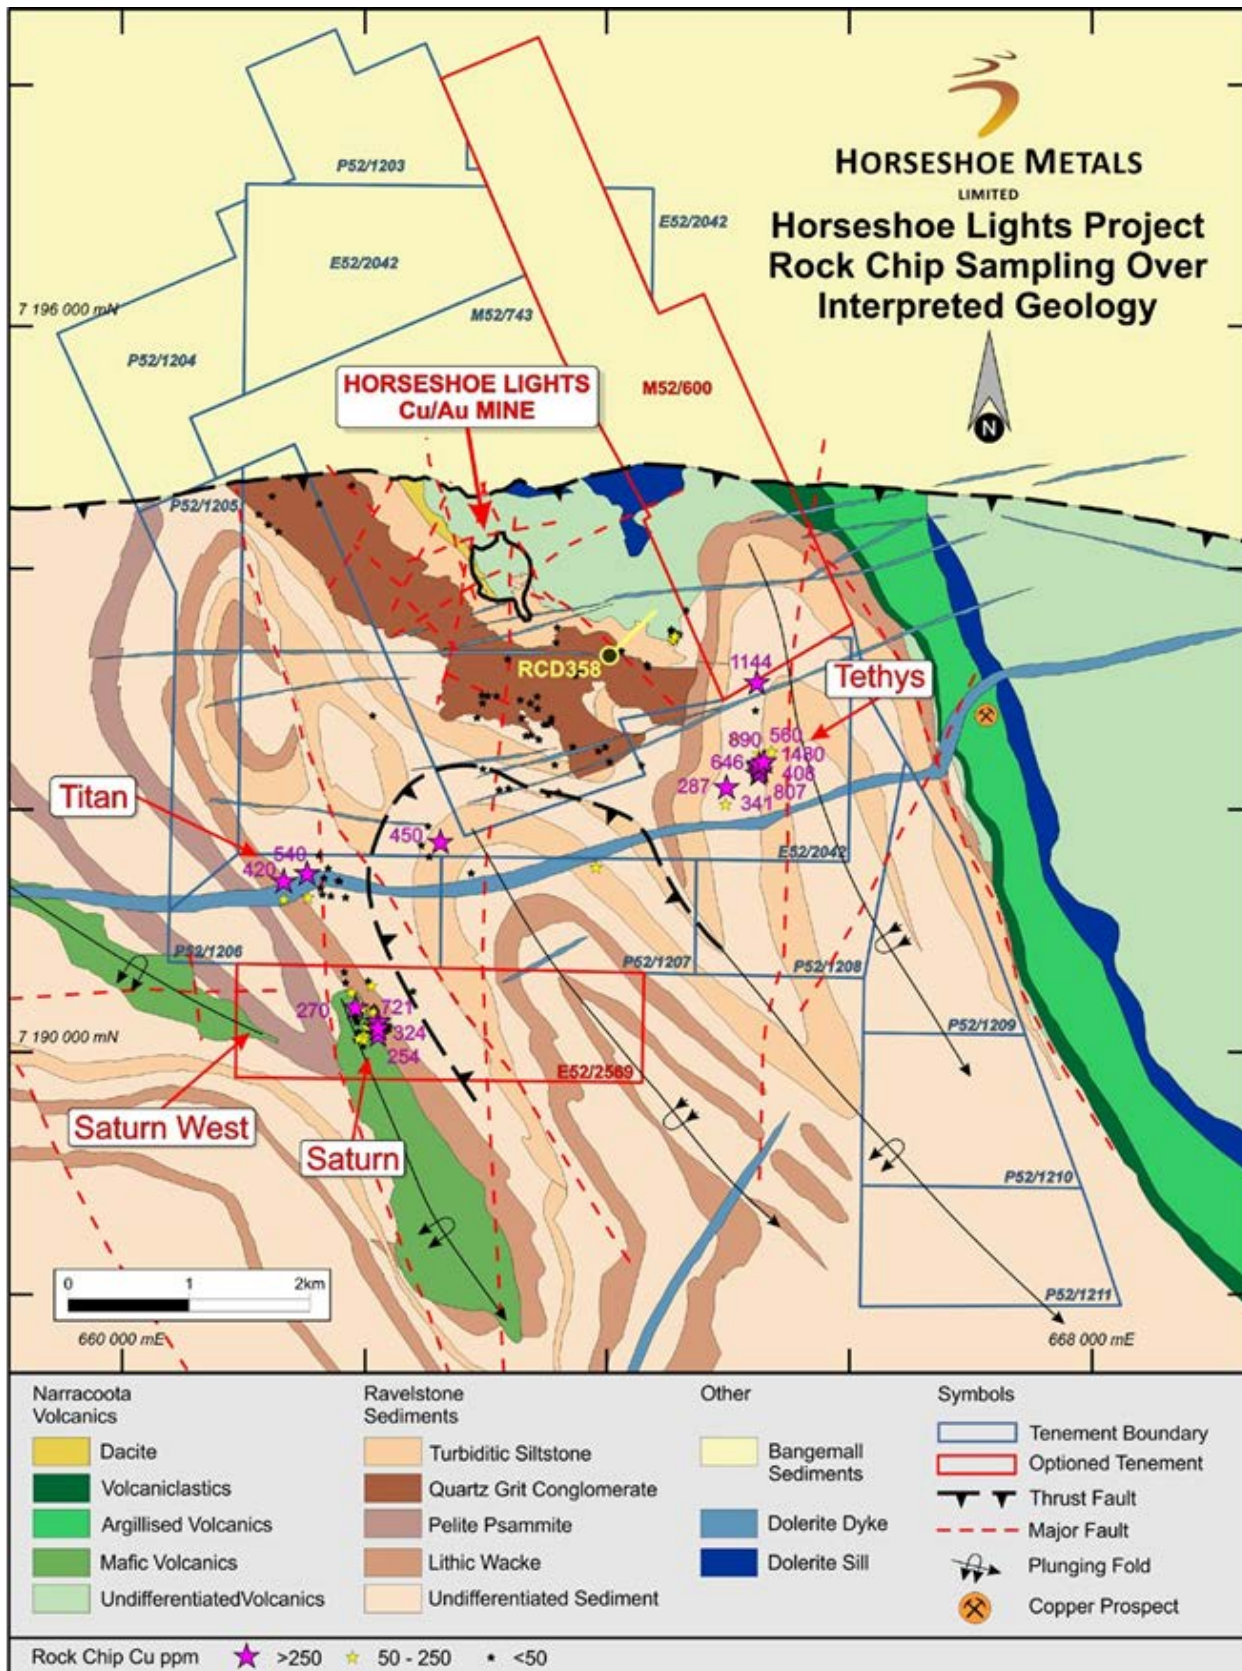 HORSESHOE METALS
LIMITED
Horseshoe Lights Project
Rock Chip Sampling Over
Interpreted Geology
P52/1203
E52/2042
E52/2042
7 196 000 mN
M52/743
P52/1204
HORSESHOE LIGHTS
Cu/Au MINE
M52/600
N
P52/1205
RCD358
1144
Tethys
890
560
646
1480
408
287
807
341
Titan
450
540
420
E52/2042
P52/1206
P52/1207
P52/1208
270
721
324
254
7 190 000 mN
P52/1209
E52/2569
Saturn West
Saturn
P52/1210
P52/1211
0 1 2km
660 000 mE
668 000 mE
Narracoota
Volcanics
Dacite
Volcaniclastics
Argillised Volcanics
Mafic Volcanics
UndifferentiatedVolcanics
Ravelstone
Sediments
Turbiditic Siltstone
Quartz Grit Conglomerate
Pelite Psammite
Lithic Wacke
Undifferentiated Sediment
Other
Bangemall
Sediments
Dolerite Dyke
Dolerite Sill
Symbols
Tenement Boundary
Optioned Tenement
Thrust Fault
Major Fault
Plunging Fold
Copper Prospect
Rock Chip Cu ppm >250 50 - 250 <50